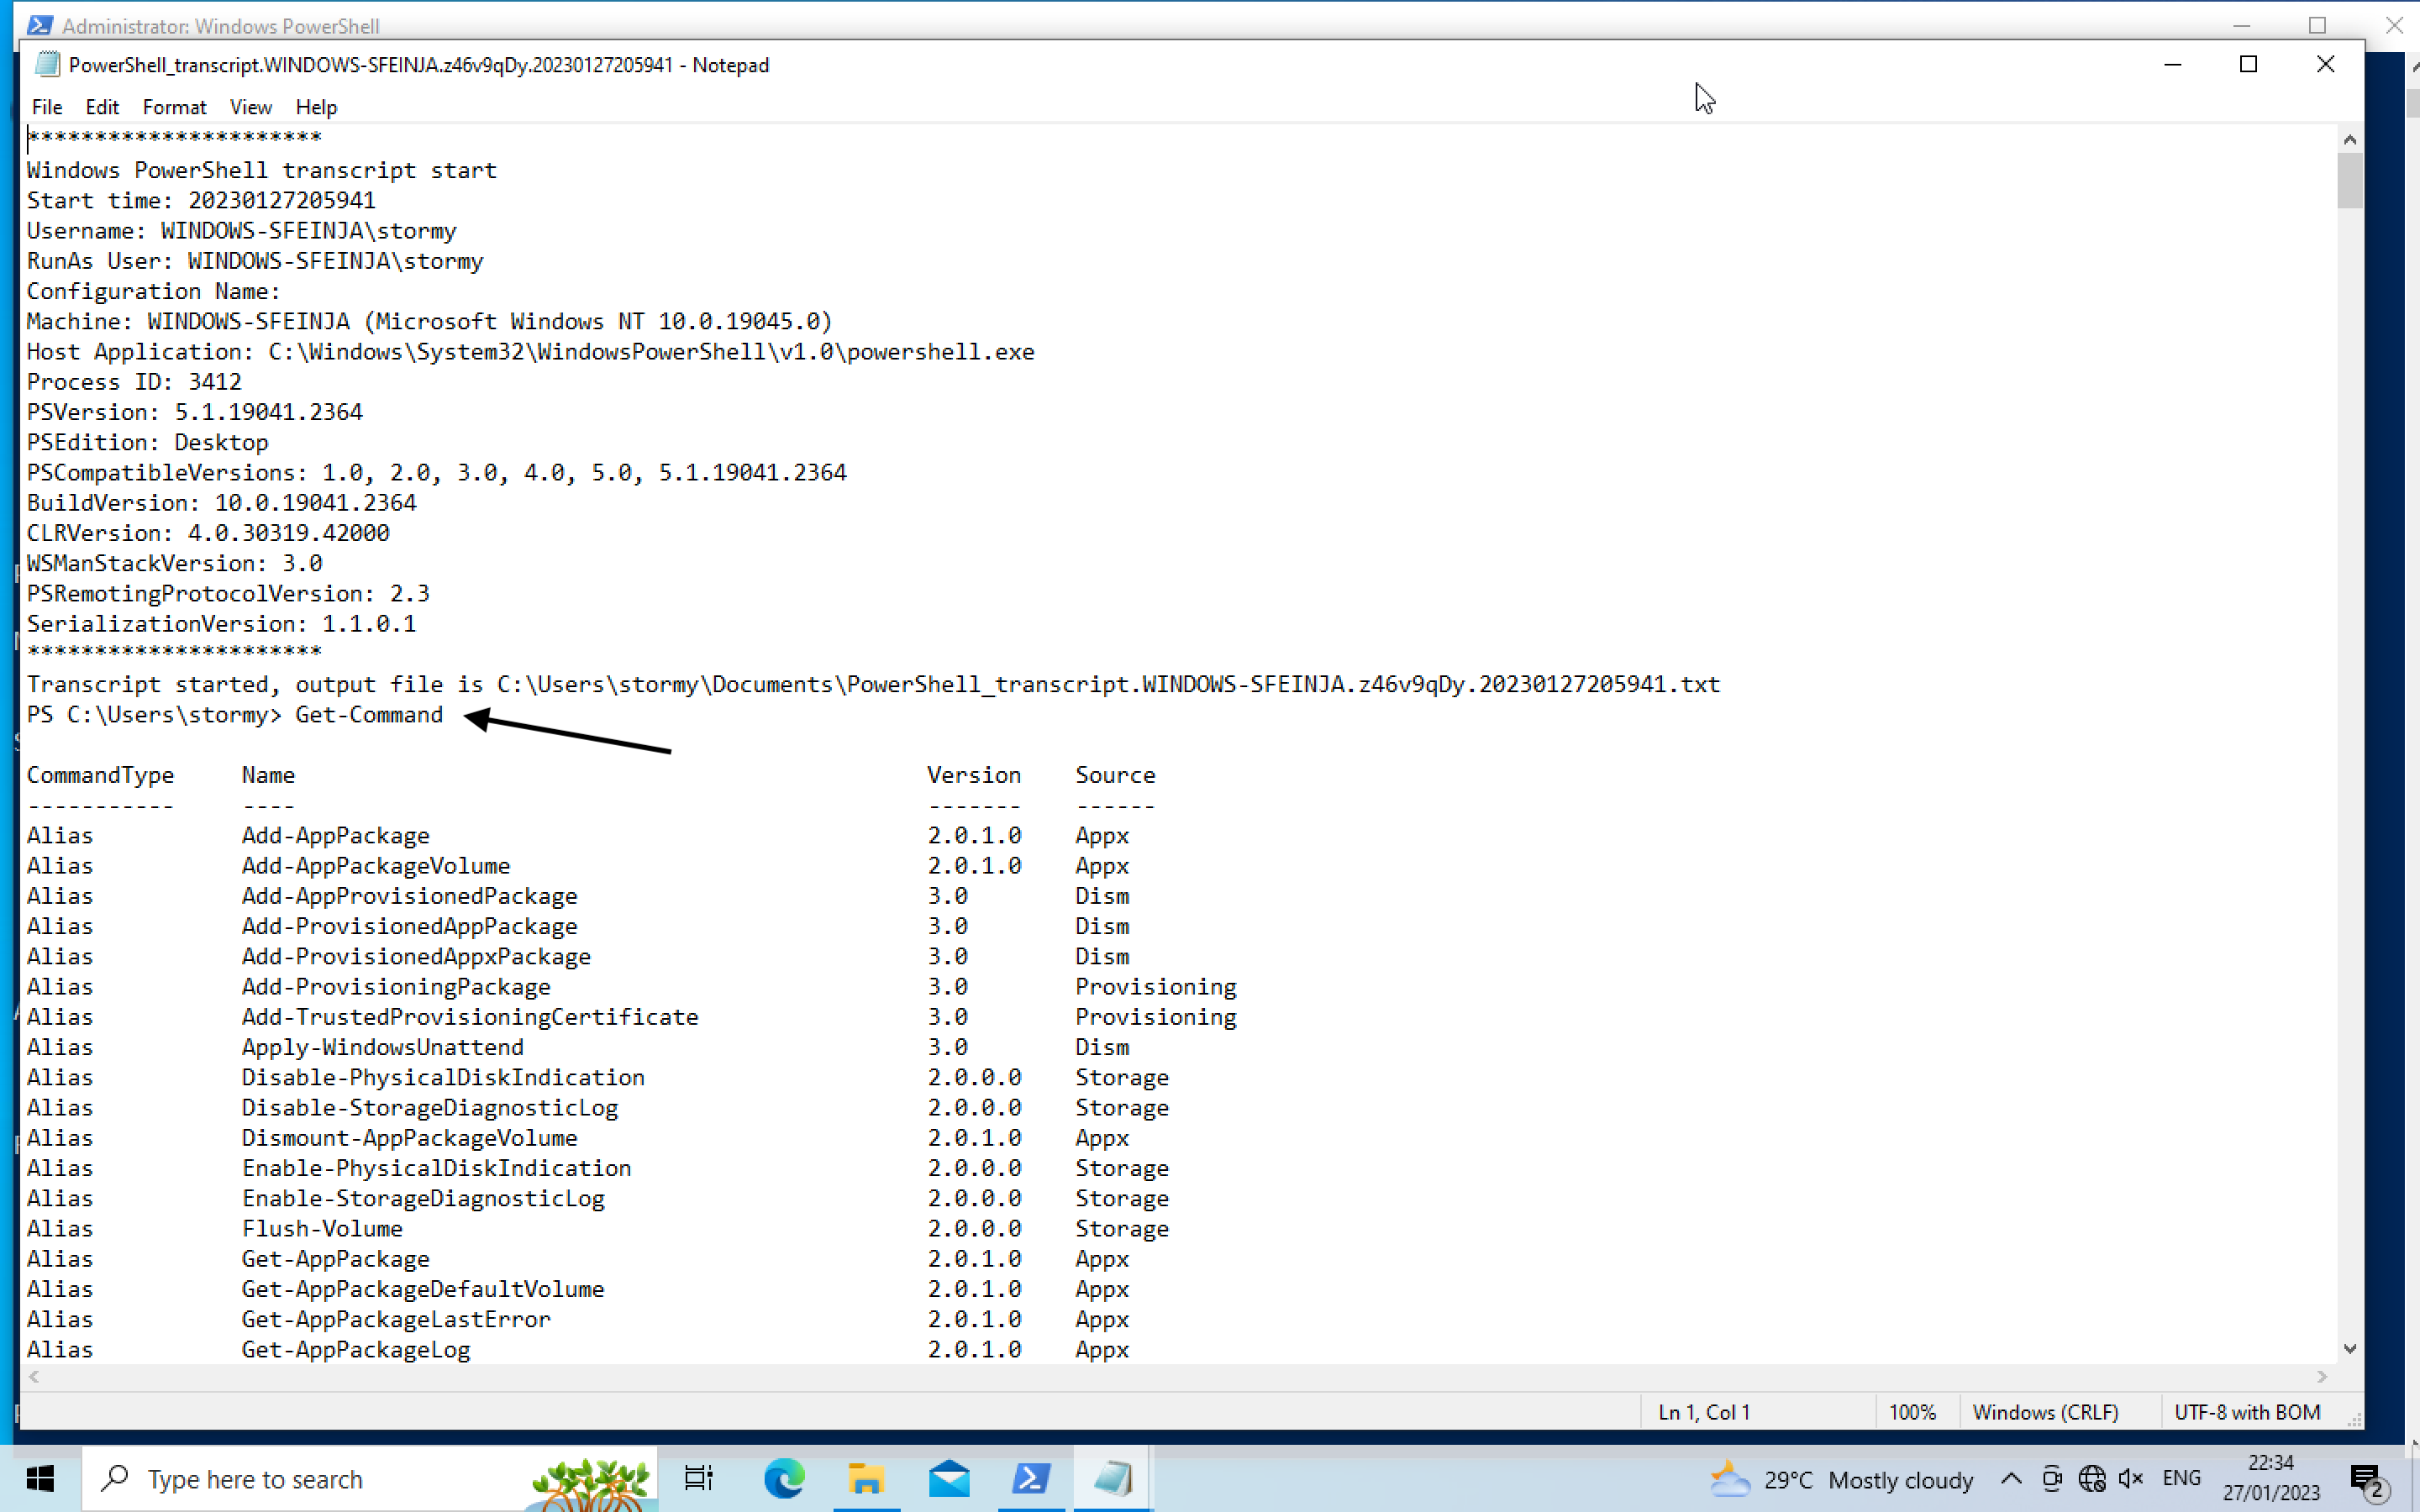 Administrator: Windows PowerShell
PowerShell_transcript.WINDOWS-SFEINJA.z46v9qDy.20230127205941 - Notepad
File Edit Format View Help
**********************
Windows PowerShell transcript start
Start time: 20230127205941
Username: WINDOWS-SFEINJA\stormy
RunAs User: WINDOWS-SFEINJA\stormy
Configuration Name:
Machine: WINDOWS-SFEINJA (Microsoft Windows NT 10.0.19045.0)
Host Application: C:\Windows\System32\WindowsPowerShell\v1.0\powershell.exe
Process ID: 3412
PSVersion: 5.1.19041.2364
PSEdition: Desktop
PSCompatibleVersions: 1.0, 2.0, 3.0, 4.0, 5.0, 5.1.19041.2364
BuildVersion: 10.0.19041.2364
CLRVersion: 4.0.30319.42000
WSManStackVersion: 3.0
PSRemotingProtocolVersion: 2.3
SerializationVersion: 1.1.0.1
**********************
Transcript started, output file is C:\Users\stormy\Documents\PowerShell_transcript.WINDOWS-SFEINJA.z46v9qDy.20230127205941.txt
PS C:\Users\stormy> Get-Command
CommandType Name Version Source
----------- ---- ------- ------
Alias Add-AppPackage 2.0.1.0 Appx
Alias Add-AppPackageVolume 2.0.1.0 Appx
Alias Add-AppProvisionedPackage 3.0 Dism
Alias Add-ProvisionedAppPackage 3.0 Dism
Alias Add-ProvisionedAppxPackage 3.0 Dism
Alias Add-ProvisioningPackage 3.0 Provisioning
Alias Add-TrustedProvisioningCertificate 3.0 Provisioning
Alias Apply-WindowsUnattend 3.0 Dism
Alias Disable-PhysicalDiskIndication 2.0.0.0 Storage
Alias Disable-StorageDiagnosticLog 2.0.0.0 Storage
Alias Dismount-AppPackageVolume 2.0.1.0 Appx
Alias Enable-PhysicalDiskIndication 2.0.0.0 Storage
Alias Enable-StorageDiagnosticLog 2.0.0.0 Storage
Alias Flush-Volume 2.0.0.0 Storage
Alias Get-AppPackage 2.0.1.0 Appx
Alias Get-AppPackageDefaultVolume 2.0.1.0 Appx
Alias Get-AppPackageLastError 2.0.1.0 Appx
Alias Get-AppPackageLog 2.0.1.0 Appx
Ln 1, Col 1 100% Windows (CRLF) UTF-8 with BOM
Type here to search 29°C Mostly cloudy ENG 22:34
27/01/2023 2